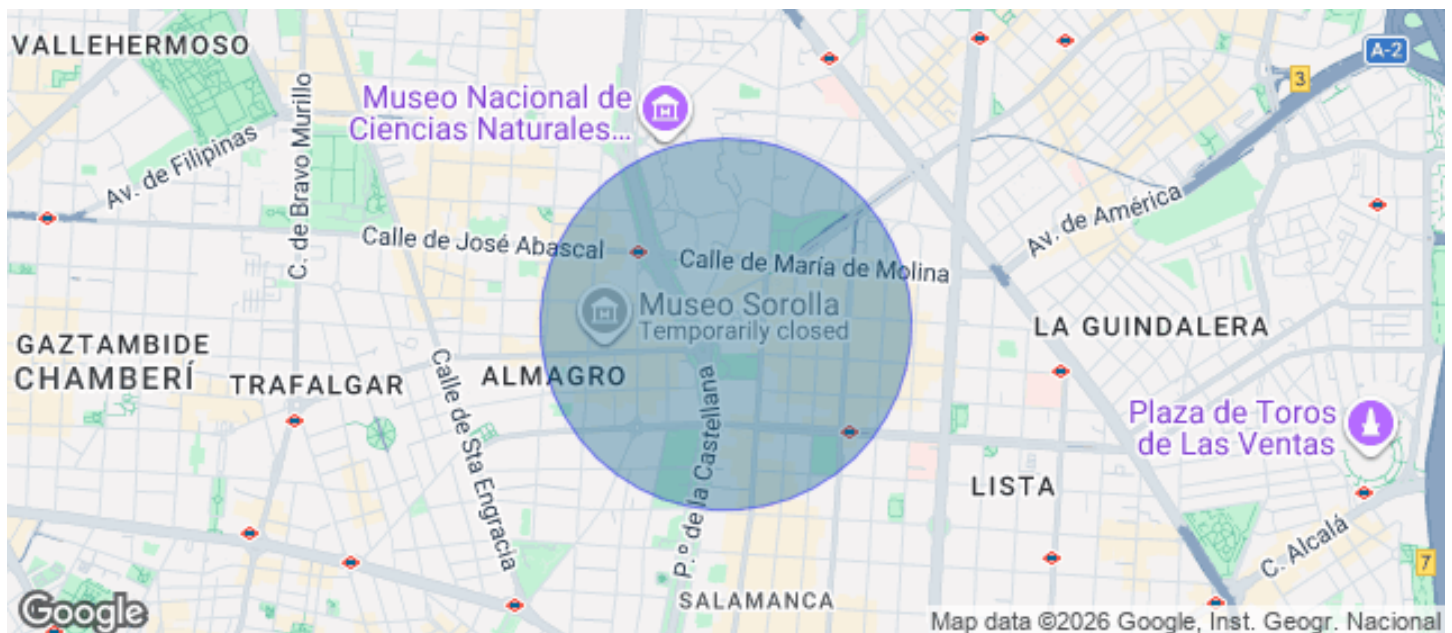 VALLEHERMOSO
A-2
3
Museo Nacional de
Ciencias Naturales...
C. de Bravo Murillo
Av. de Filipinas
Av. de América
Calle de José Abascal
Calle de María de Molina
Museo Sorolla
Temporarily closed
LA GUINDALERA
GAZTAMBIDE
CHAMBERÍ
TRAFALGAR
ALMAGRO
Calle de Sta Engracia
P.º de la Castellana
Plaza de Toros
de Las Ventas
LISTA
C. Alcalá
7
SALAMANCA
Google
Map data ©2026 Google, Inst. Geogr. Nacional